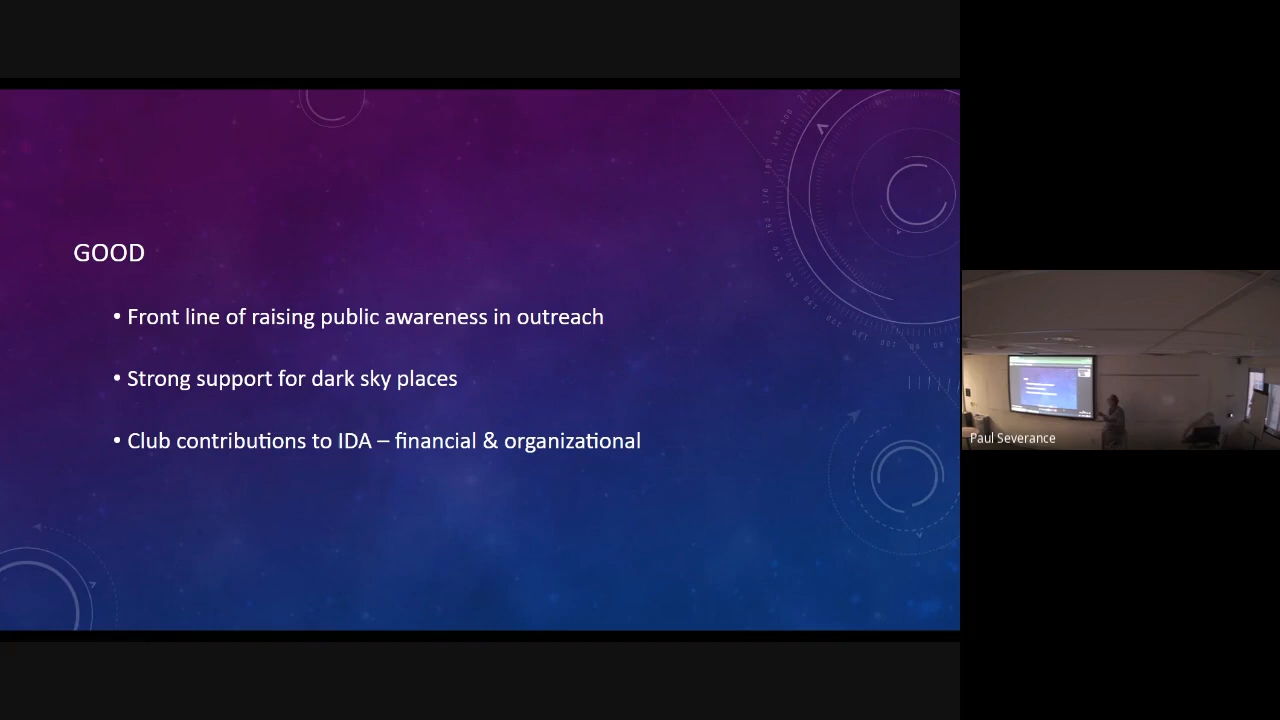 GOOD
• Front line of raising public awareness in outreach
• Strong support for dark sky places
• Club contributions to IDA – financial & organizational
Paul Severance